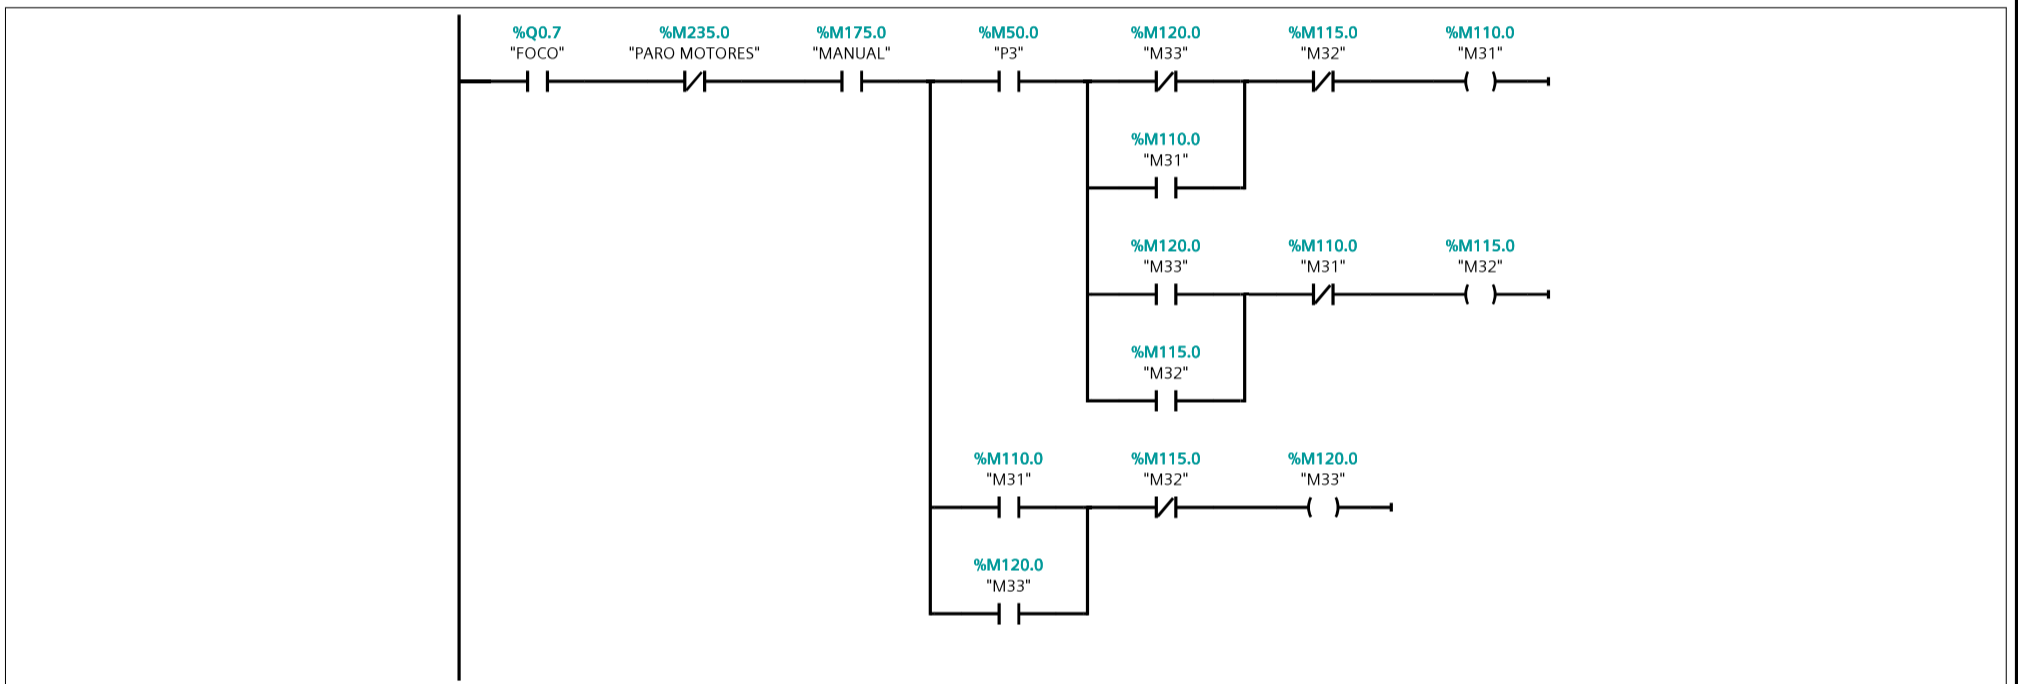 %Q0.7 %M235.0 %M175.0 %M50.0 %M120.0 %M115.0 %M110.0
"FOCO" "PARO MOTORES" "MANUAL" "P3" "M33" "M32" "M31"
%M110.0
"M31"
%M120.0 %M110.0 %M115.0
"M33" "M31" "M32"
%M115.0
"M32"
%M110.0 %M115.0 %M120.0
"M31" "M32" "M33"
%M120.0
"M33"